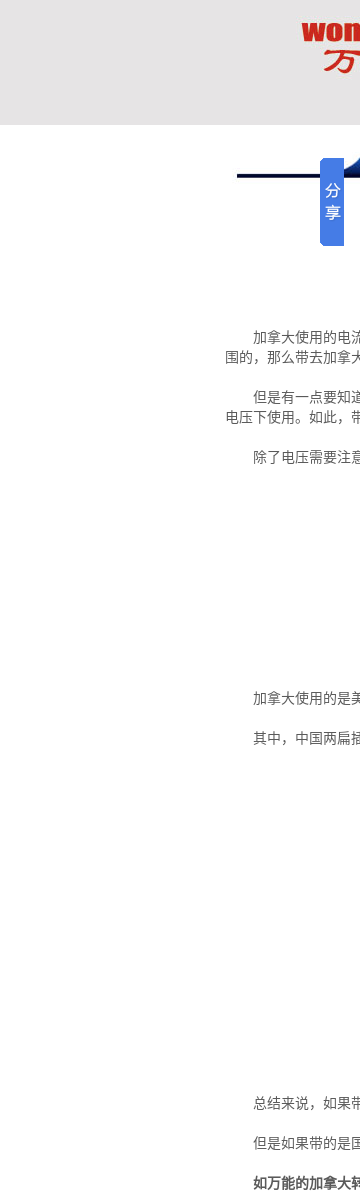 won
万
分
享
加拿大使用的电流
围的，那么带去加拿大
但是有一点要知道
电压下使用。如此，带
除了电压需要注意
加拿大使用的是美
其中，中国两扁插
总结来说，如果带
但是如果带的是国
如万能的加拿大转